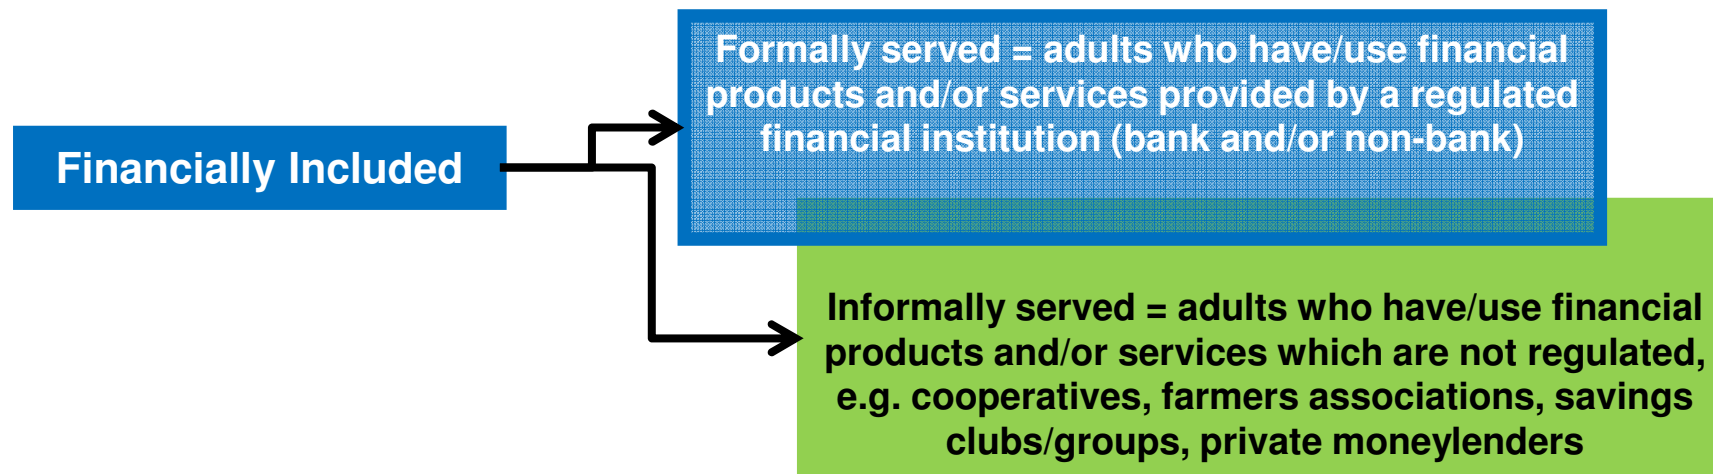 Financially Included
Formally served = adults who have/use financial
products and/or services provided by a regulated
financial institution (bank and/or non-bank)
Informally served = adults who have/use financial
products and/or services which are not regulated,
e.g. cooperatives, farmers associations, savings
clubs/groups, private moneylenders